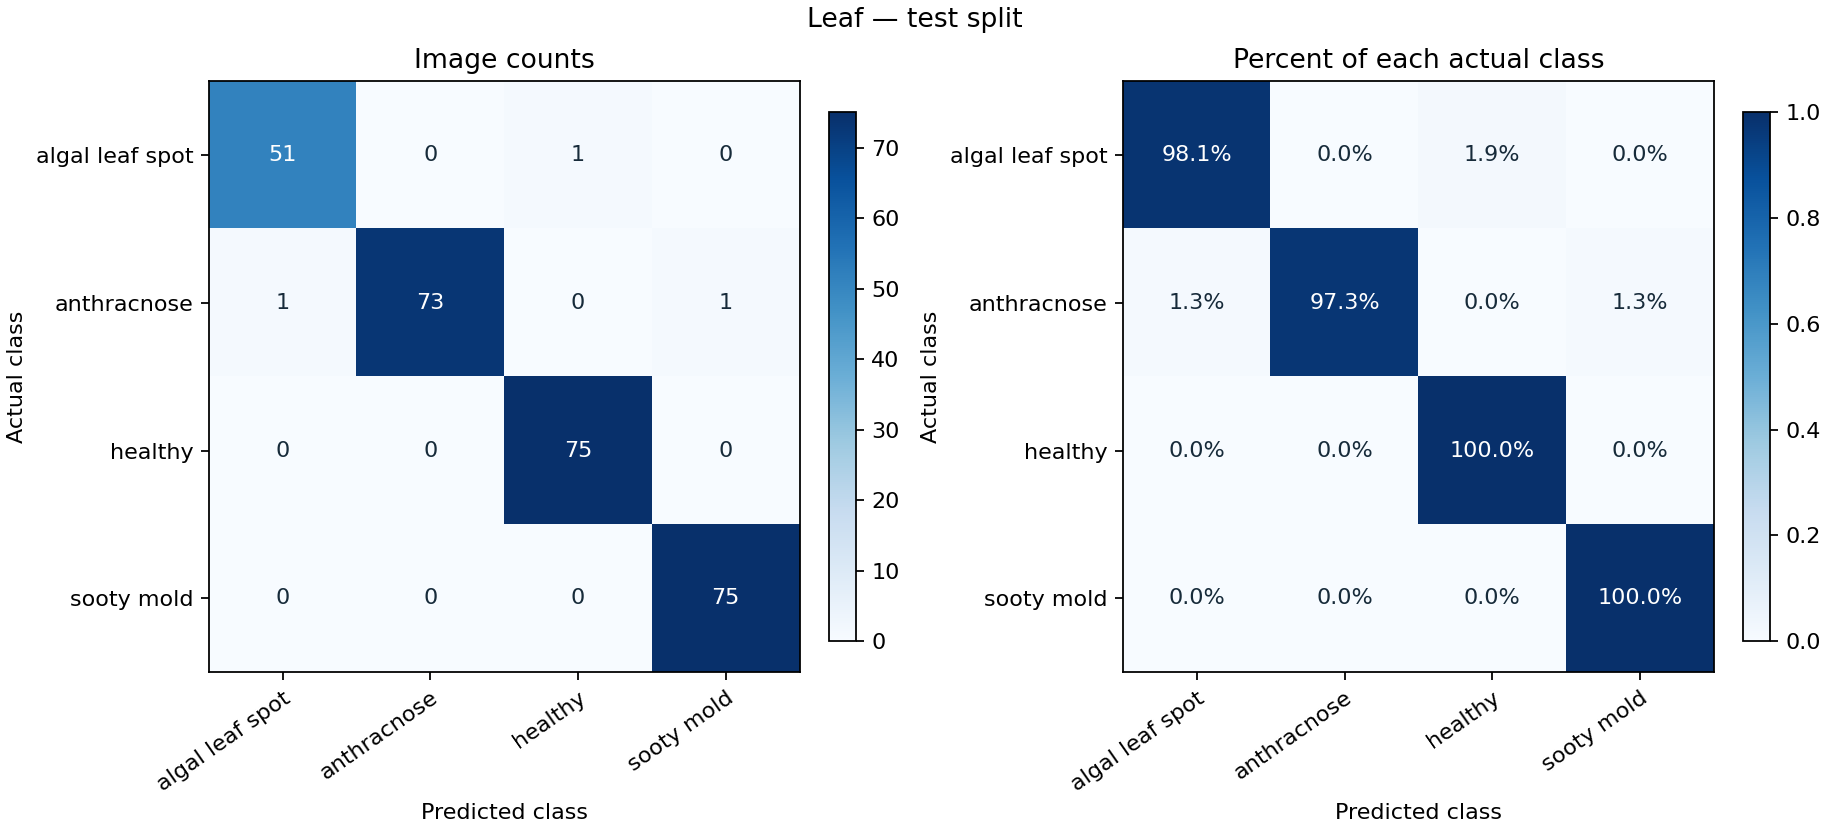 Leaf — test split
Image counts
algal leaf spot 51 0 1 0
anthracnose 1 73 0 1
healthy 0 0 75 0
sooty mold 0 0 0 75
Actual class
algal leaf spot
anthracnose
healthy
sooty mold
Predicted class
70
60
50
40
30
20
10
0
Percent of each actual class
algal leaf spot 98.1% 0.0% 1.9% 0.0%
anthracnose 1.3% 97.3% 0.0% 1.3%
healthy 0.0% 0.0% 100.0% 0.0%
sooty mold 0.0% 0.0% 0.0% 100.0%
Actual class
algal leaf spot
anthracnose
healthy
sooty mold
Predicted class
1.0
0.8
0.6
0.4
0.2
0.0